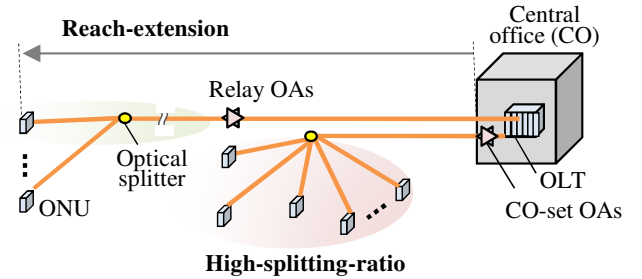 Reach-extension
Central
office (CO)
Relay OAs
Optical
splitter
OLT
ONU
CO-set OAs
High-splitting-ratio